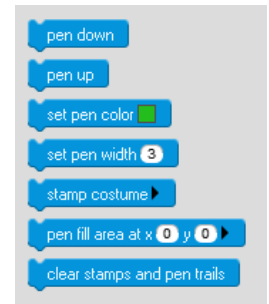 pen down
pen up
set pen color
set pen width 3
stamp costume
pen fill area at x 0 y 0
clear stamps and pen trails